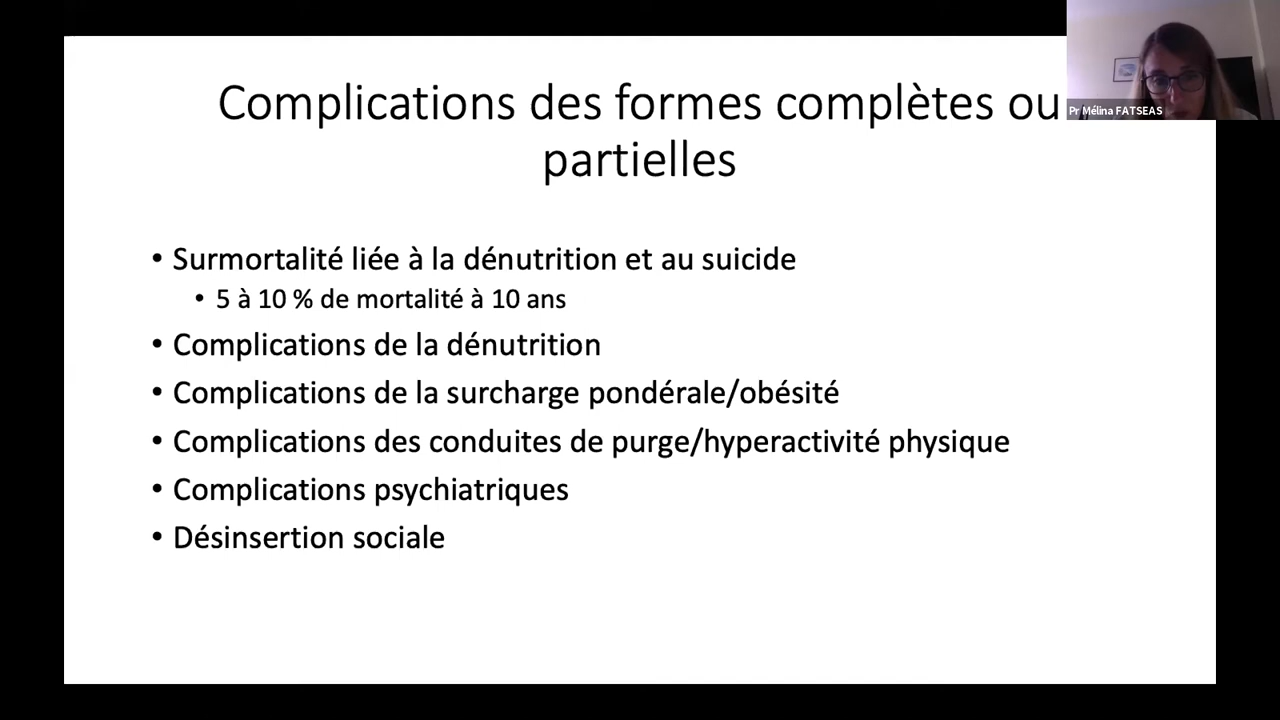 Complications des formes complètes ou
partielles
Pr Mélina FATSEAS
• Surmortalité liée à la dénutrition et au suicide
• 5 à 10 % de mortalité à 10 ans
• Complications de la dénutrition
• Complications de la surcharge pondérale/obésité
• Complications des conduites de purge/hyperactivité physique
• Complications psychiatriques
• Désinsertion sociale